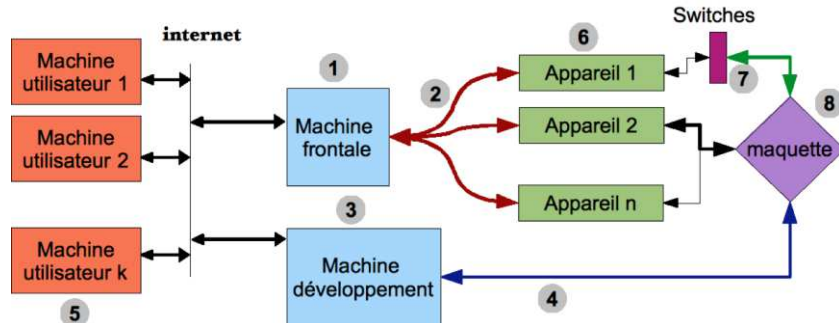 Switches
internet
6
Machine
utilisateur 1
1
2
Appareil 1
7
8
Machine
utilisateur 2
Machine
frontale
Appareil 2
maquette
3
Appareil n
Machine
utilisateur k
Machine
développement
4
5